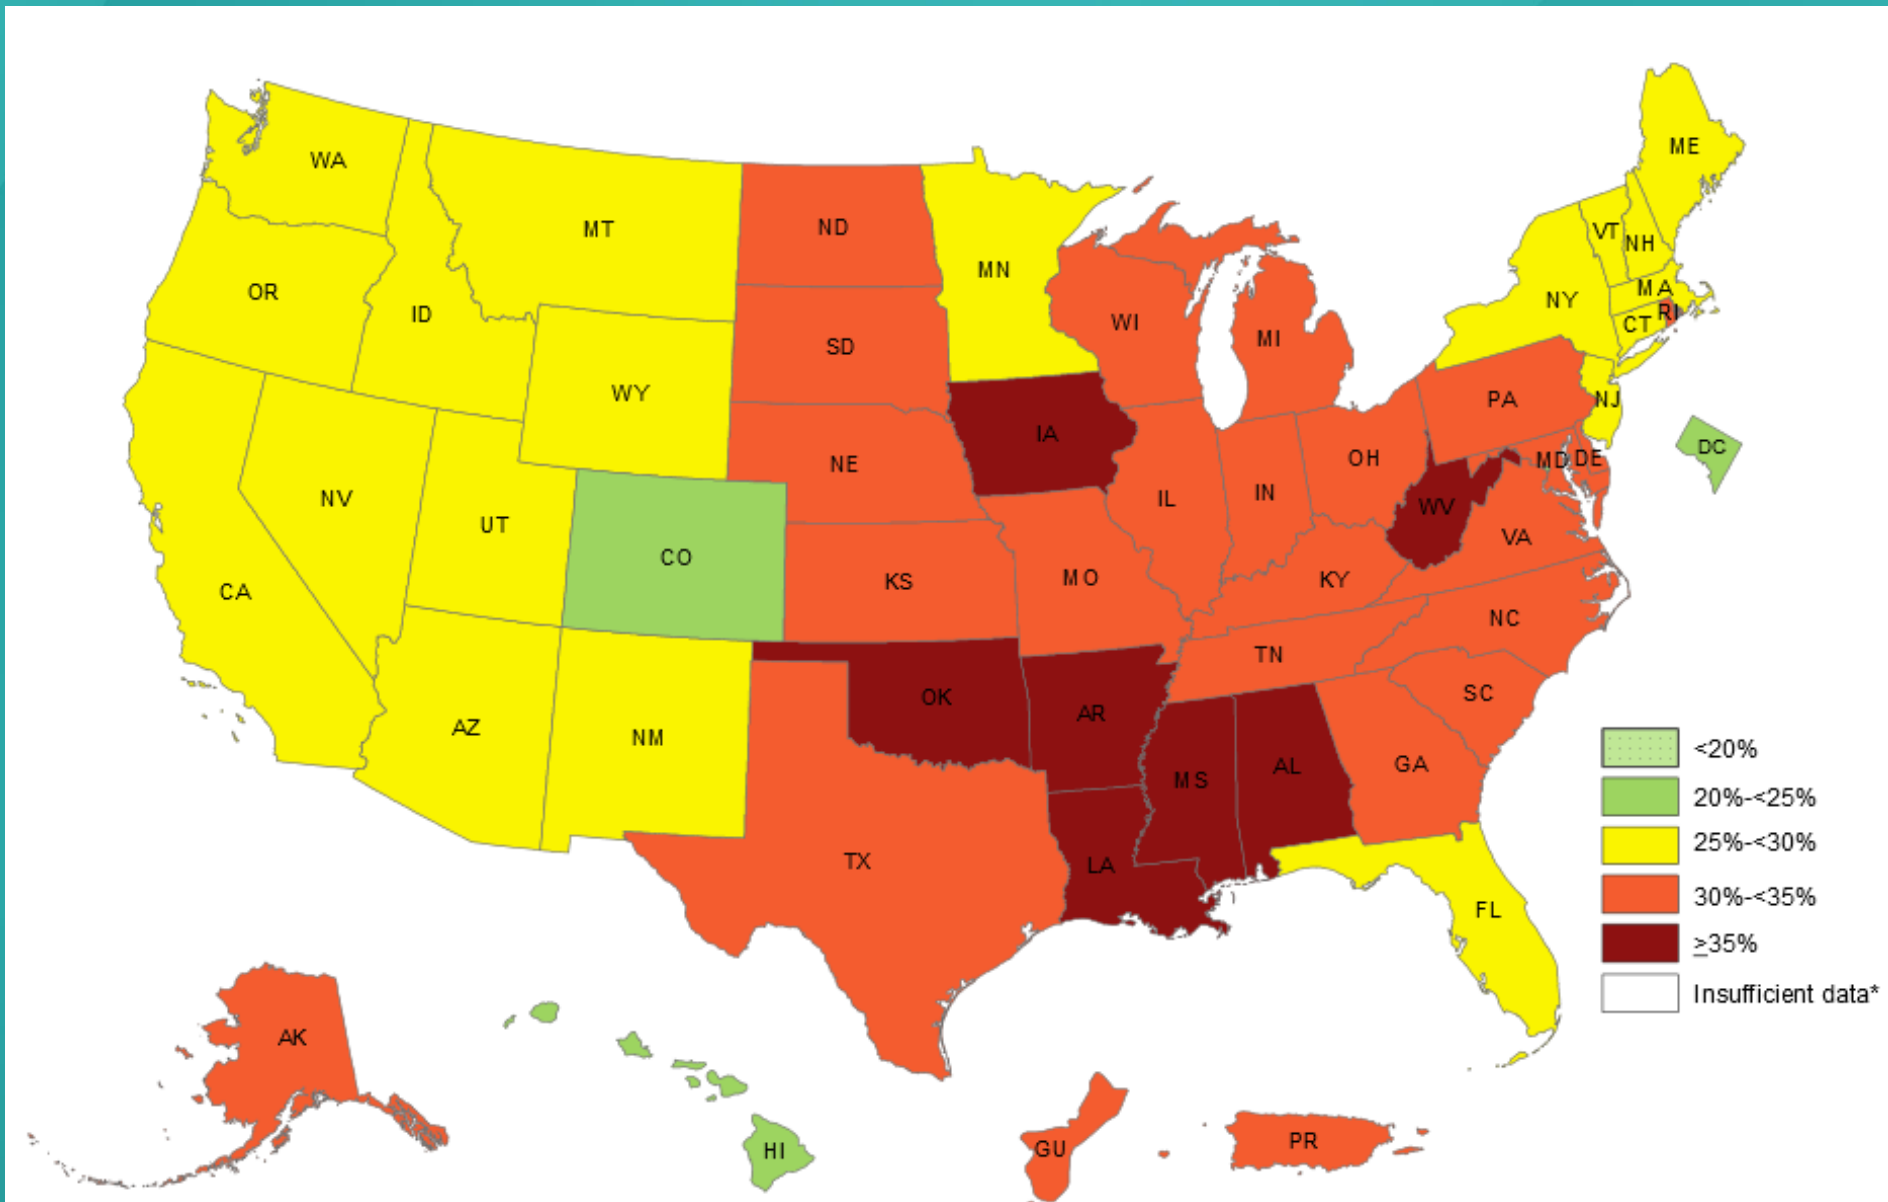 ME
WA
VT
NH
MT
ND
MN
MA
OR
NY
RI
ID
CT
WI
SD
MI
WY
PA
NJ
IA
DC
OH
MD
DE
NE
IN
NV
IL
WV
UT
VA
CO
KS
MO
KY
CA
NC
TN
SC
OK
AR
AZ
NM
<20%
GA
AL
MS
20%-<25%
25%-<30%
TX
LA
30%-<35%
FL
≥35%
Insufficient data*
AK
PR
GU
HI